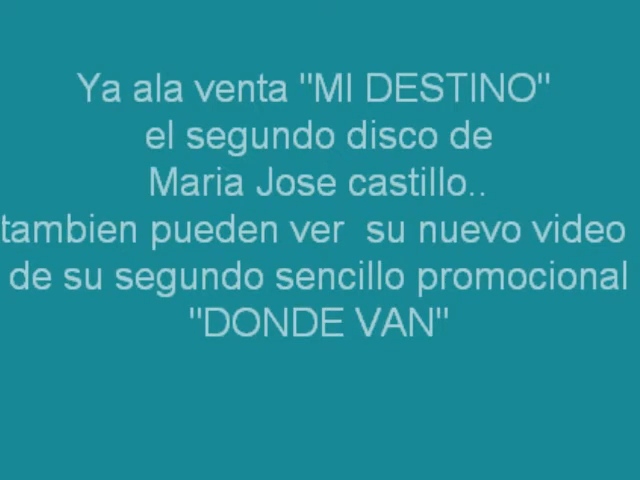 Ya ala venta "MI DESTINO"
el segundo disco de
Maria Jose castillo..
tambien pueden ver  su nuevo video
de su segundo sencillo promocional
"DONDE VAN"